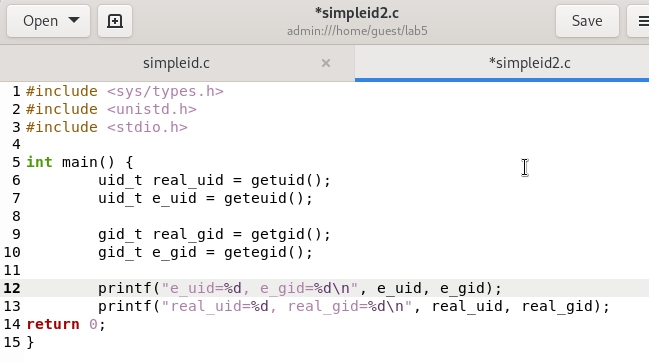 Open
*simpleid2.c
admin:///home/guest/lab5
Save
simpleid.c ×
*simpleid2.c
1 #include <sys/types.h>
2 #include <unistd.h>
3 #include <stdio.h>
4
5 int main() {
6 uid_t real_uid = getuid();
7 uid_t e_uid = geteuid();
8
9 gid_t real_gid = getgid();
10 gid_t e_gid = getegid();
11
12 printf("e_uid=%d, e_gid=%d\n", e_uid, e_gid);
13 printf("real_uid=%d, real_gid=%d\n", real_uid, real_gid);
14 return 0;
15 }